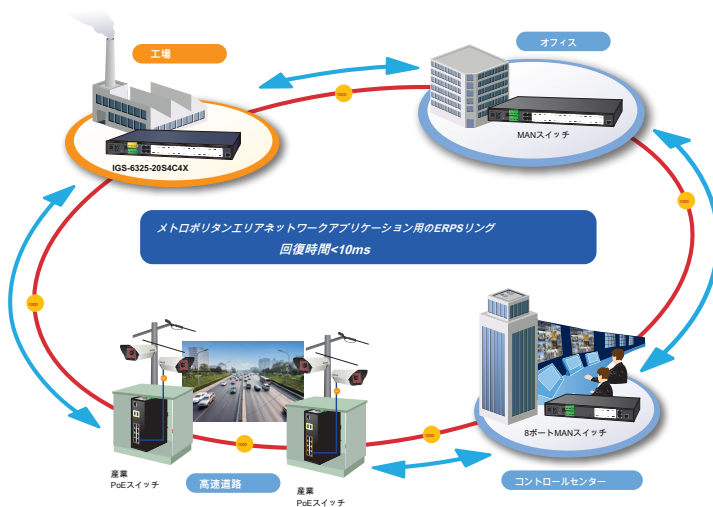 工場
オフィス
MANスイッチ
IGS-6325-20S4C4X
メトロポリタンエリアネットワークアプリケーション用のERPSリング
回復時間<10ms
8ポートMANスイッチ
産業
PoEスイッチ
高速道路
産業
PoEスイッチ
コントロールセンター